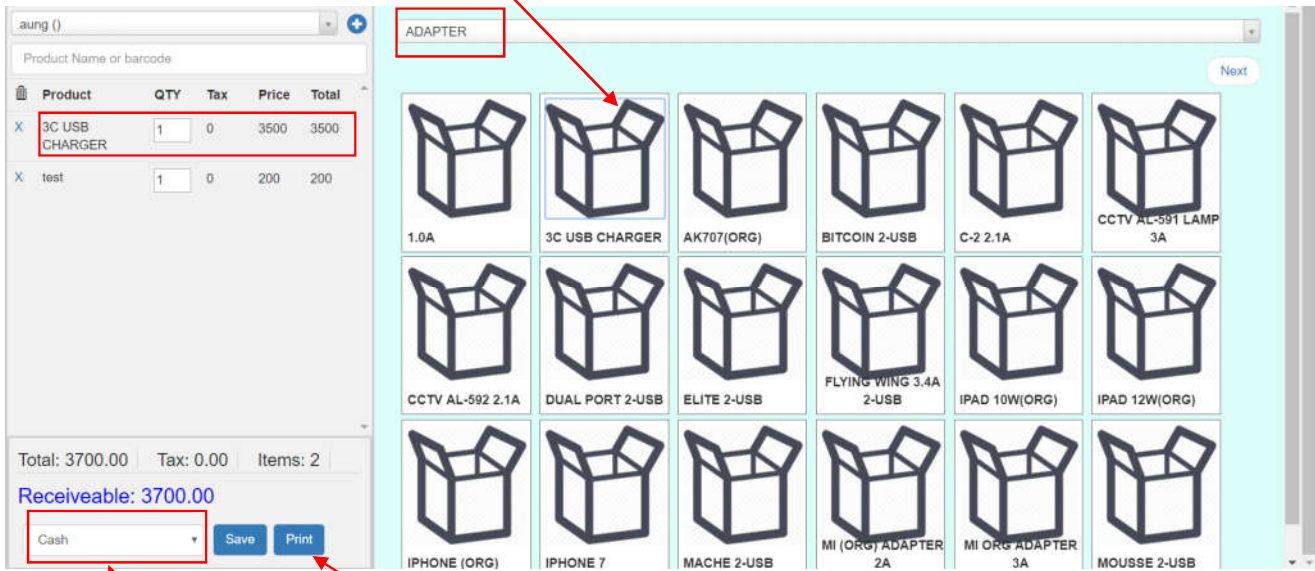 aung ()
Product Name or barcode
Product QTY Tax Price Total
X 3C USB CHARGER 1 0 3500 3500
X test 1 0 200 200
Total: 3700.00 Tax: 0.00 Items: 2
Receiveable: 3700.00
Cash Save Print
ADAPTER
Next
1.0A
3C USB CHARGER
AK707(ORG)
BITCOIN 2-USB
C-2 2.1A
CCTV AL-591 LAMP
3A
CCTV AL-592 2.1A
DUAL PORT 2-USB
ELITE 2-USB
FLYING WING 3.4A
2-USB
IPAD 10W(ORG)
IPAD 12W(ORG)
IPHONE (ORG)
IPHONE 7
MACHE 2-USB
MI (ORG) ADAPTER
2A
MI ORG ADAPTER
3A
MOUSSE 2-USB